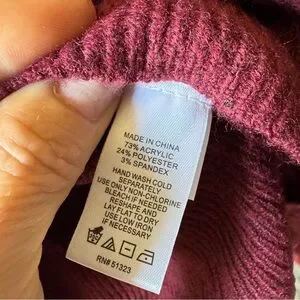 MADE IN CHINA
73% ACRYLIC
24% POLYESTER
3% SPANDEX
HAND WASH COLD
SEPARATELY
USE ONLY NON-CHLORINE
BLEACH IF NEEDED
RESHAPE AND
LAY FLAT TO DRY
USE LOW IRON
IF NECESSARY
RN# 51323